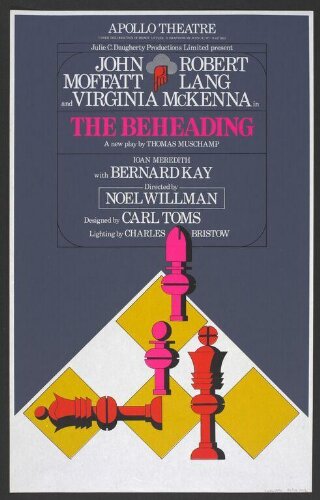 APOLLO THEATRE
Julie C. Daugherty Productions Limited present
JOHN ROBERT
MOFFATT LANG
and VIRGINIA McKENNA in
THE BEHEADING
A new play by THOMAS MUSCHAMP
IOAN MEREDITH
with BERNARD KAY
Directed by
NOEL WILLMAN
Designed by CARL TOMS
Lighting by CHARLES BRISTOW